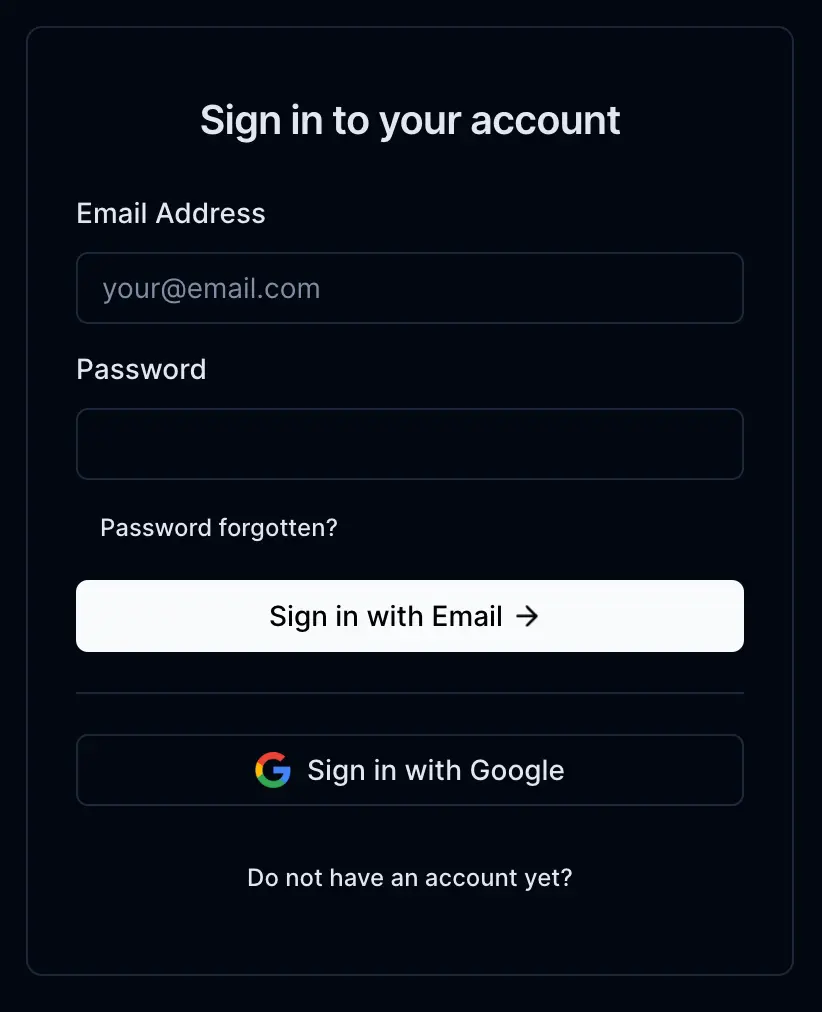 Sign in to your account
Email Address
your@email.com
Password
Password forgotten?
Sign in with Email →
Sign in with Google
Do not have an account yet?